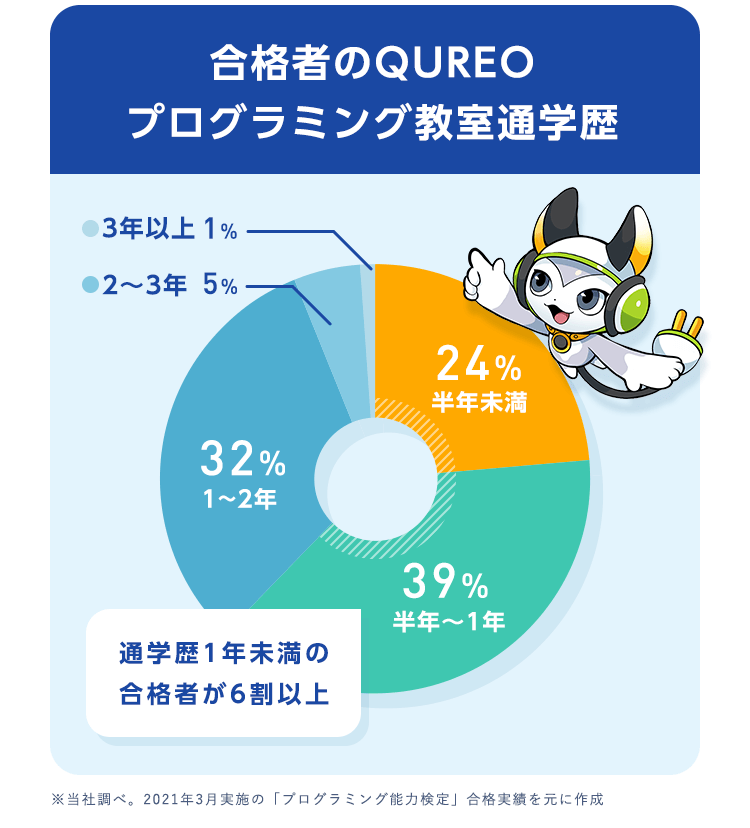 合格者のQUREO
プログラミング教室通学歴
3年以上 1%
2〜3年 5%
24%
半年未満
32%
1〜2年
39%
半年〜1年
通学歴1年未満の
合格者が6割以上
※当社調べ。2021年3月実施の「プログラミング能力検定」合格実績を元に作成